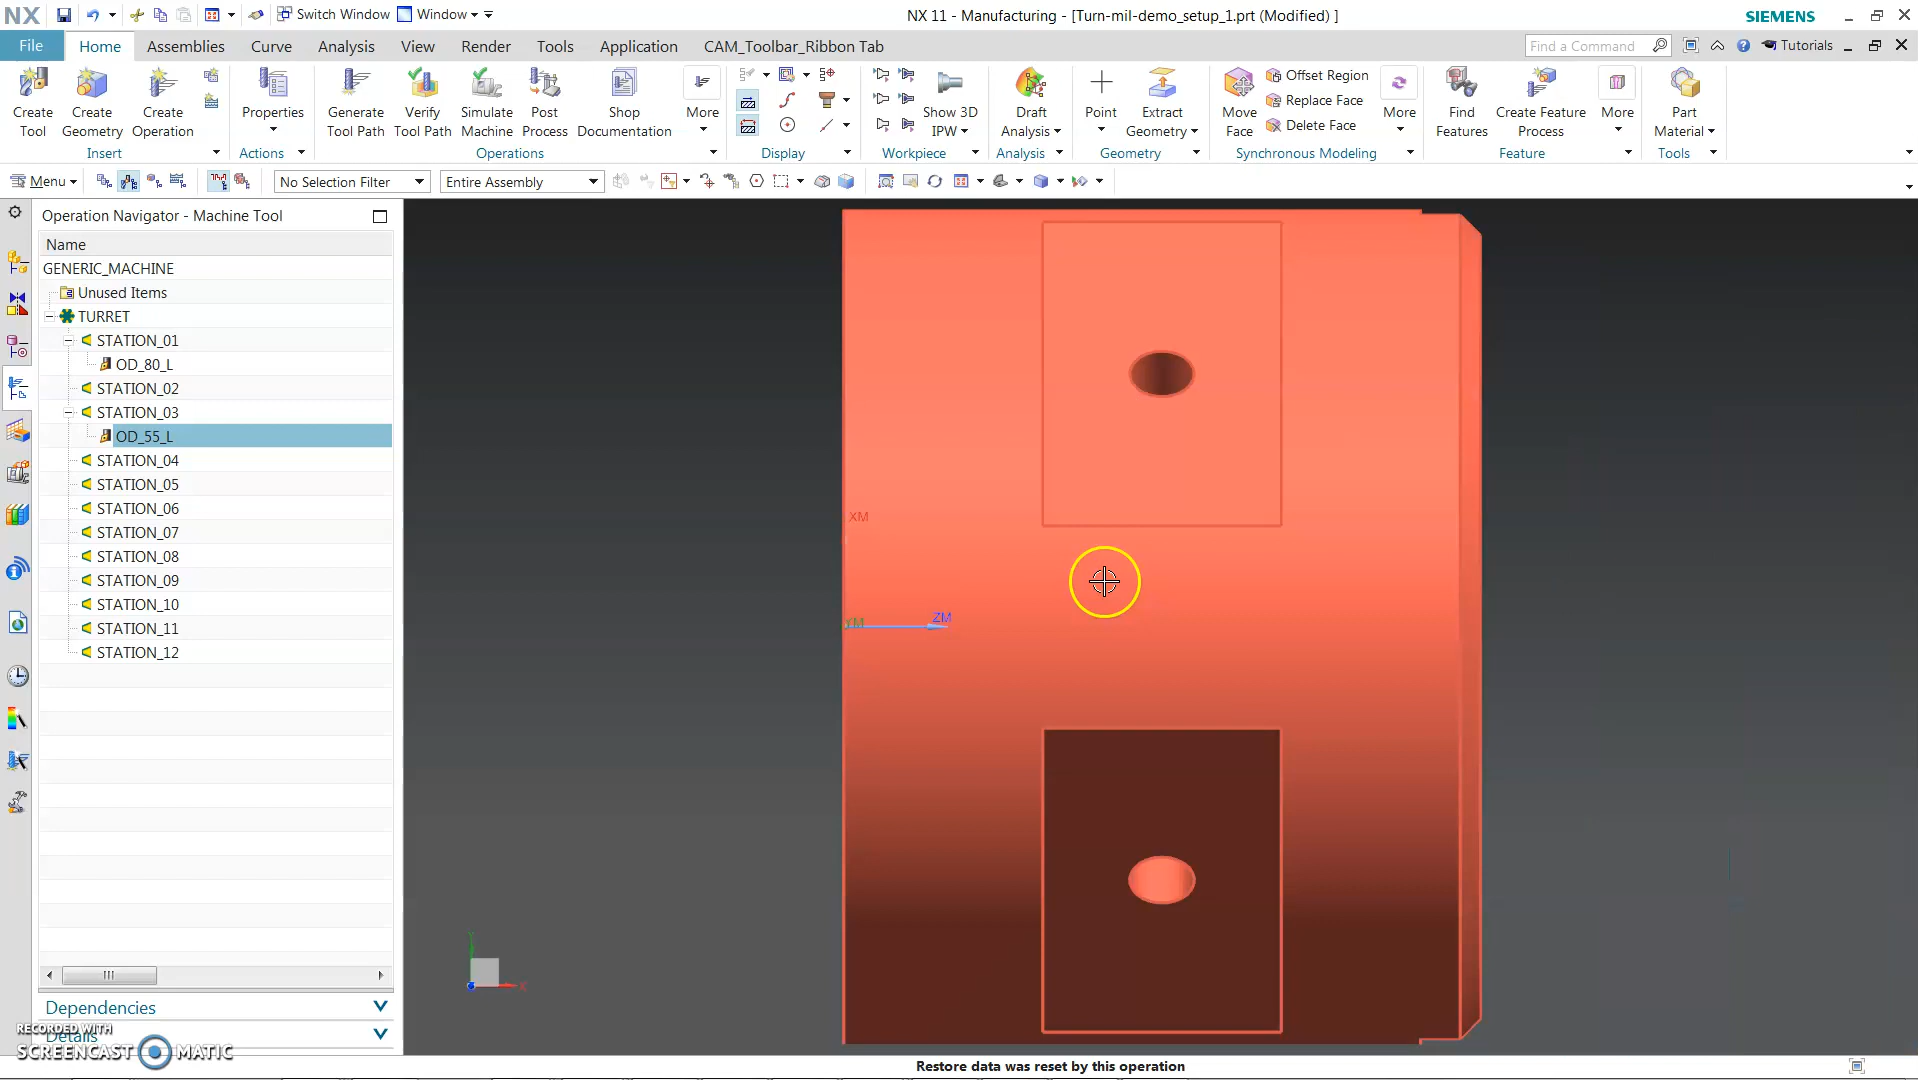 NX
Switch Window
Window
NX 11 - Manufacturing - [Turn-mil-demo_setup_1.prt (Modified) ]
SIEMENS
File
Home
Assemblies
Curve
Analysis
View
Render
Tools
Application
CAM_Toolbar_Ribbon Tab
Find a Command
Tutorials
Create Tool
Create Geometry
Create Operation
Properties
Generate Tool Path
Verify Tool Path
Simulate Machine
Post Process
Shop Documentation
More
Show 3D IPW
Draft Analysis
Point
Extract Geometry
Move Face
Offset Region
Replace Face
Delete Face
More
Find Features
Create Feature Process
More
Part Material
Insert
Actions
Operations
Display
Workpiece
Analysis
Geometry
Synchronous Modeling
Feature
Tools
Menu
No Selection Filter
Entire Assembly
Operation Navigator - Machine Tool
Name
GENERIC_MACHINE
Unused Items
TURRET
STATION_01
OD_80_L
STATION_02
STATION_03
OD_55_L
STATION_04
STATION_05
STATION_06
STATION_07
STATION_08
STATION_09
STATION_10
STATION_11
STATION_12
XM
YM
ZM
Y
X
Dependencies
Details
RECORDED WITH
SCREENCAST MATIC
Restore data was reset by this operation